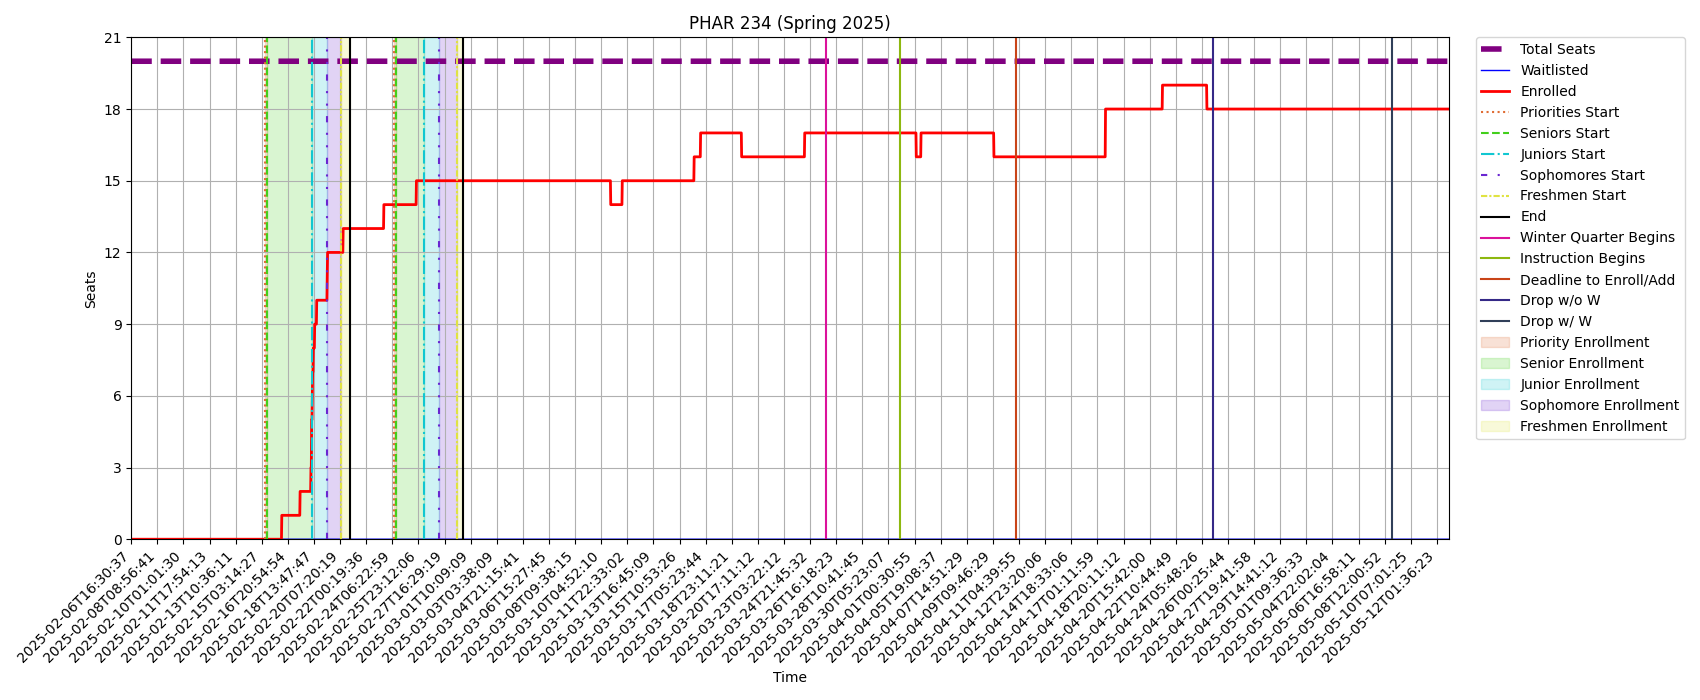 PHAR 234 (Spring 2025)
21
18
15
12
9
6
3
0
Seats
2025-02-06T16:30:37
2025-02-08T08:56:41
2025-02-10T01:01:30
2025-02-11T17:54:13
2025-02-13T10:36:11
2025-02-15T03:14:27
2025-02-16T20:54:54
2025-02-18T13:47:47
2025-02-20T07:20:19
2025-02-22T00:19:36
2025-02-24T06:22:59
2025-02-25T23:12:06
2025-02-27T16:29:19
2025-03-01T10:09:09
2025-03-03T03:38:09
2025-03-04T21:15:41
2025-03-06T15:27:45
2025-03-08T09:38:15
2025-03-10T04:52:10
2025-03-11T22:33:02
2025-03-13T16:45:09
2025-03-15T10:53:26
2025-03-17T05:23:44
2025-03-18T23:11:21
2025-03-20T17:11:12
2025-03-23T03:22:12
2025-03-24T21:45:32
2025-03-26T16:18:23
2025-03-28T10:41:45
2025-03-30T05:23:07
2025-04-01T00:30:55
2025-04-05T19:08:37
2025-04-07T14:51:29
2025-04-09T09:46:29
2025-04-11T04:39:55
2025-04-12T23:20:06
2025-04-14T18:33:06
2025-04-17T01:11:59
2025-04-18T20:11:12
2025-04-20T15:42:00
2025-04-22T10:44:49
2025-04-24T05:48:26
2025-04-26T00:25:44
2025-04-27T19:41:58
2025-04-29T14:41:12
2025-05-01T09:36:33
2025-05-04T22:02:04
2025-05-06T16:58:11
2025-05-08T12:00:52
2025-05-10T07:01:25
2025-05-12T01:36:23
Time
Total Seats
Waitlisted
Enrolled
Priorities Start
Seniors Start
Juniors Start
Sophomores Start
Freshmen Start
End
Winter Quarter Begins
Instruction Begins
Deadline to Enroll/Add
Drop w/o W
Drop w/ W
Priority Enrollment
Senior Enrollment
Junior Enrollment
Sophomore Enrollment
Freshmen Enrollment